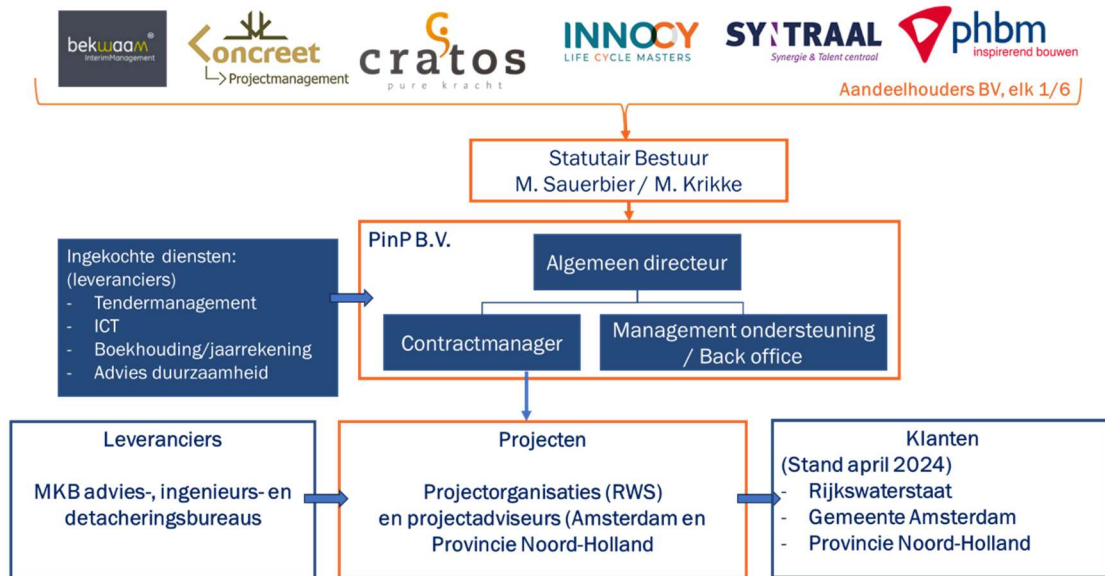 bekwaam®
InterimManagement
Koncreet
Projectmanagement
cratos
pure kracht
INNOCY
LIFE CYCLE MASTERS
SYNTRAAL
Synergie & Talent centraal
phbm
inspirerend bouwen
Aandeelhouders BV, elk 1/6
Statutair Bestuur
M. Sauerbier / M. Krikke
PinP B.V.
Algemeen directeur
Contractmanager
Management ondersteuning
/ Back office
Ingekochte diensten:
(leveranciers)
- Tendermanagement
- ICT
- Boekhouding/jaarrekening
- Advies duurzaamheid
Leveranciers
MKB advies-, ingenieurs- en
detacheringsbureaus
Projecten
Projectorganisaties (RWS)
en projectadviseurs (Amsterdam en
Provincie Noord-Holland
Klanten
(Stand april 2024)
- Rijkswaterstaat
- Gemeente Amsterdam
- Provincie Noord-Holland